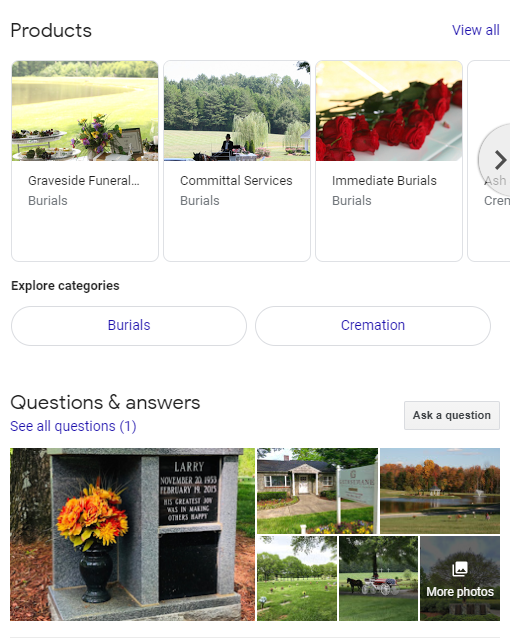 Products
View all
Graveside Funeral...
Burials
Committal Services
Burials
Immediate Burials
Burials
Ash
Crem
Explore categories
Burials
Cremation
Questions & answers
See all questions (1)
Ask a question
LARRY
NOVEMBER 20, 1953
FEBRUARY 19, 2015
HIS GREATEST JOY
WAS IN MAKING
OTHERS HAPPY
More photos